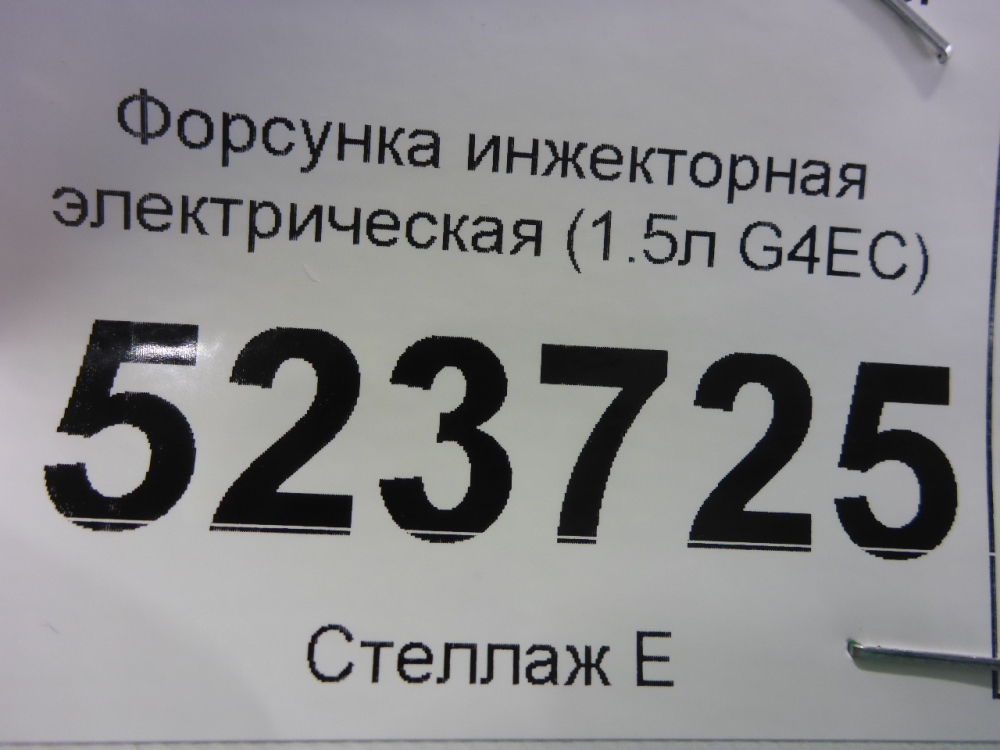 Форсунка инжекторная
электрическая (1.5л G4EC)
523725
Стеллаж Е